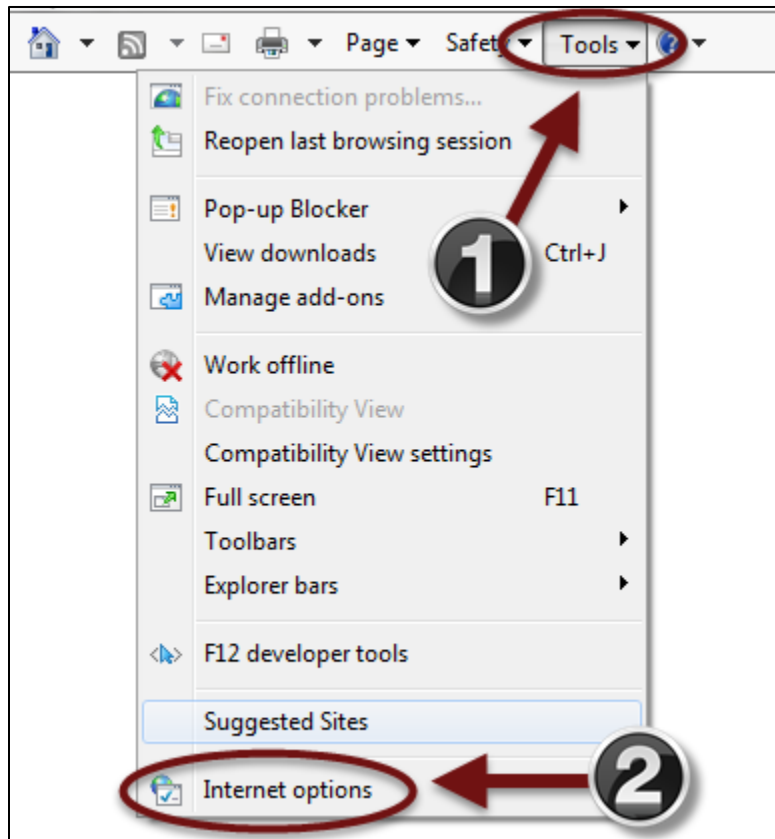 Page Safety Tools
Fix connection problems...
Reopen last browsing session
Pop-up Blocker
View downloads Ctrl+J
1
Manage add-ons
Work offline
Compatibility View
Compatibility View settings
Full screen F11
Toolbars
Explorer bars
F12 developer tools
Suggested Sites
Internet options
2